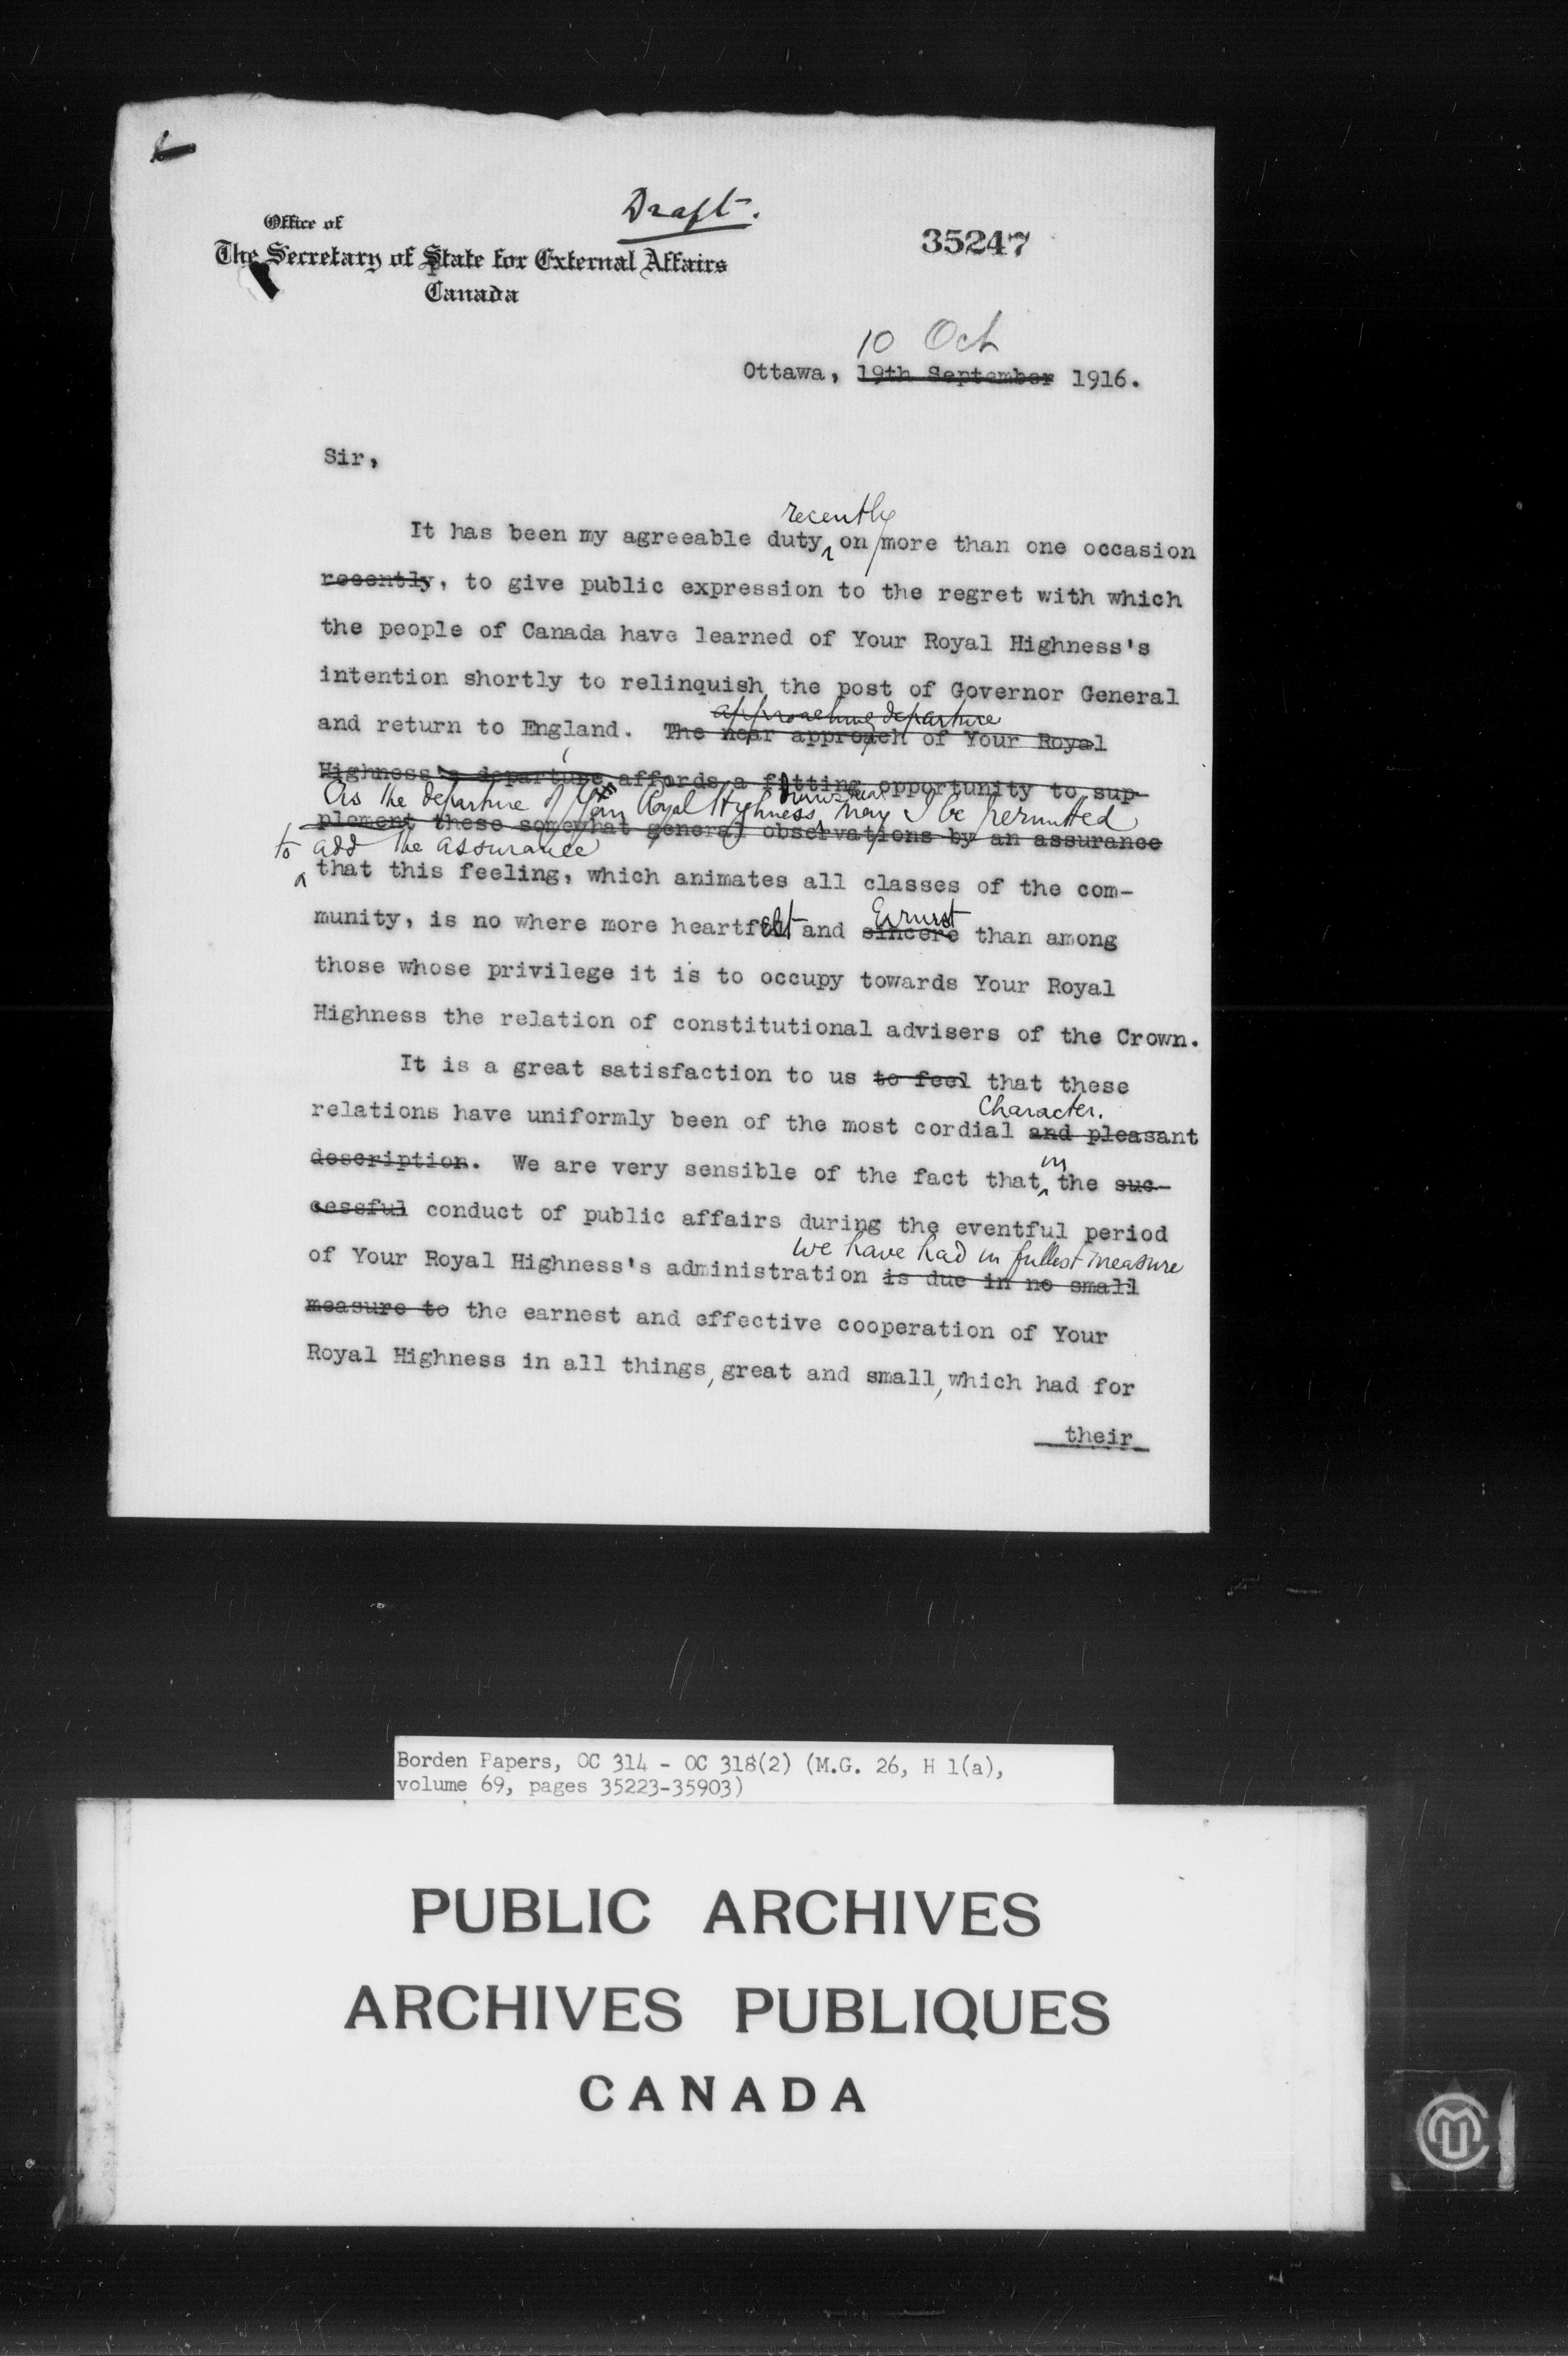 Draft.
Office of
The Secretary of State for External Affairs
Canada
35247
10 Oct
Ottawa, 19th September 1916.
Sir,
recently
It has been my agreeable duty on more than one occasion
recently, to give public expression to the regret with which
the people of Canada have learned of Your Royal Highness's
intention shortly to relinquish the post of Governor General
approaching departure
and return to England. The near approach of Your Royal
Highness's departure affords a fitting opportunity to sup-
As the departure of Your Royal Highness draws near may I be permitted
plement these somewhat general observations by an assurance
to add the assurance
that this feeling, which animates all classes of the com-
Earnest
munity, is no where more heartfelt and sincere than among
those whose privilege it is to occupy towards Your Royal
Highness the relation of constitutional advisers of the Crown.
It is a great satisfaction to us to feel that these
Character.
relations have uniformly been of the most cordial and pleasant
in
description. We are very sensible of the fact that the suc-
cessful conduct of public affairs during the eventful period
we have had in fullest measure
of Your Royal Highness's administration is due in no small
measure to the earnest and effective cooperation of Your
Royal Highness in all things, great and small, which had for
their
Borden Papers, OC 314 - OC 318(2) (M.G. 26, H 1(a),
volume 69, pages 35223-35903)
PUBLIC ARCHIVES
ARCHIVES PUBLIQUES
CANADA